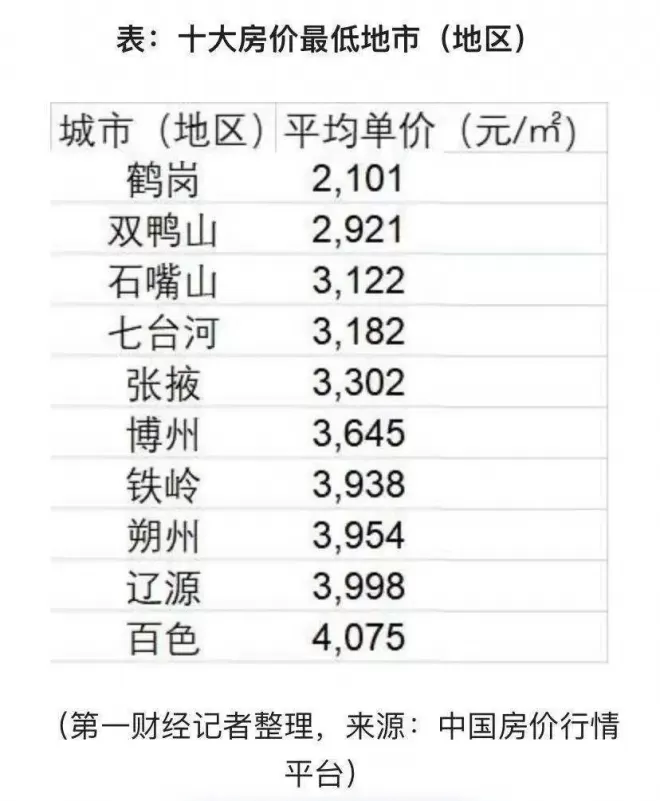 表：十大房价最低地市（地区）
城市（地区） 平均单价（元/㎡）
鹤岗 2,101
双鸭山 2,921
石嘴山 3,122
七台河 3,182
张掖 3,302
博州 3,645
铁岭 3,938
朔州 3,954
辽源 3,998
百色 4,075
（第一财经记者整理，来源：中国房价行情
平台）